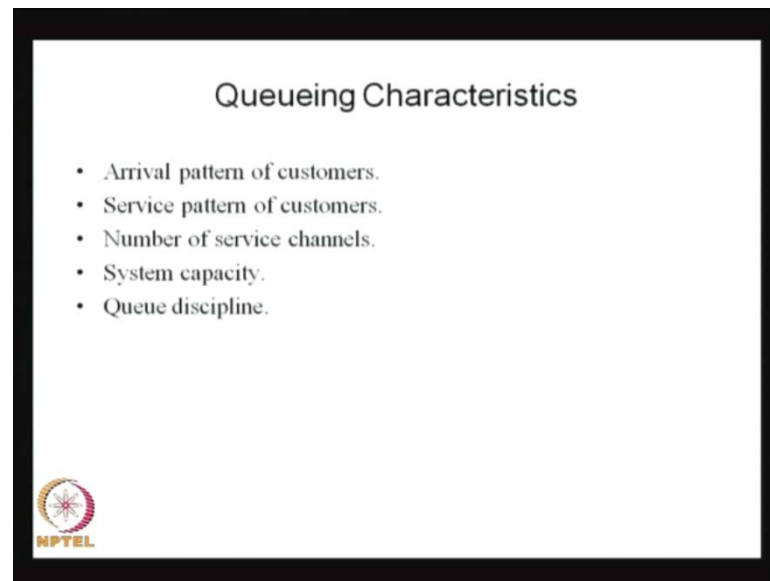 Queueing Characteristics
• Arrival pattern of customers.
• Service pattern of customers.
• Number of service channels.
• System capacity.
• Queue discipline.
NPTEL